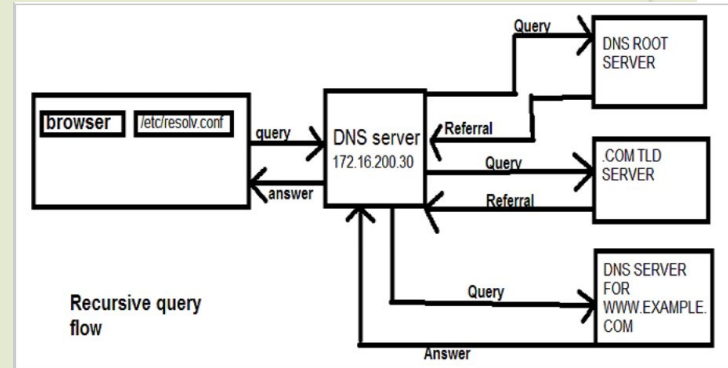 Query
DNS ROOT
SERVER
browser
/etc/resolv.conf
query
DNS server
172.16.200.30
Referral
answer
Query
.COM TLD
SERVER
Referral
Recursive query
flow
Query
DNS SERVER
FOR
WWW.EXAMPLE.
COM
Answer